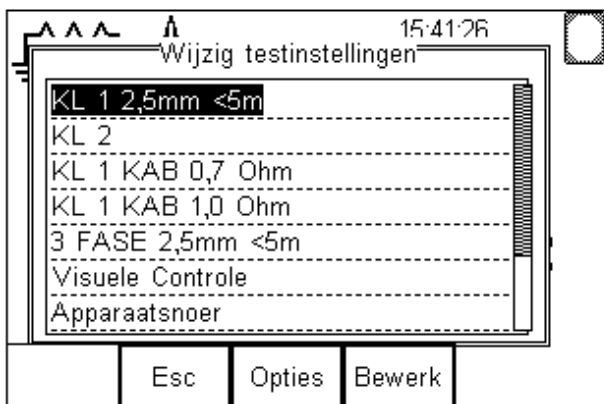 15:41:26
Wijzig testinstellingen
KL 1 2,5mm <5m
KL 2
KL 1 KAB 0,7 Ohm
KL 1 KAB 1,0 Ohm
3 FASE 2,5mm <5m
Visuele Controle
Apparaatsnoer
Esc Opties Bewerk